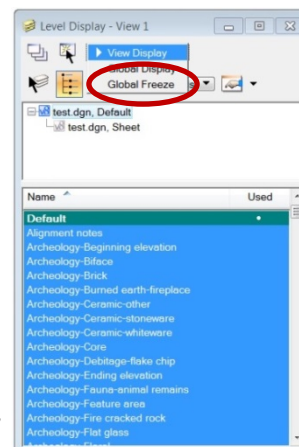 Level Display - View 1
View Display
Global Display
Global Freeze
test.dgn, Default
test.dgn, Sheet
Name Used
Default
Alignment notes
Archeology-Beginning elevation
Archeology-Biface
Archeology-Brick
Archeology-Burned earth-fireplace
Archeology-Ceramic-other
Archeology-Ceramic-stoneware
Archeology-Ceramic-whiteware
Archeology-Core
Archeology-Debitage-flake chip
Archeology-Ending elevation
Archeology-Fauna-animal remains
Archeology-Feature area
Archeology-Fire cracked rock
Archeology-Flat glass